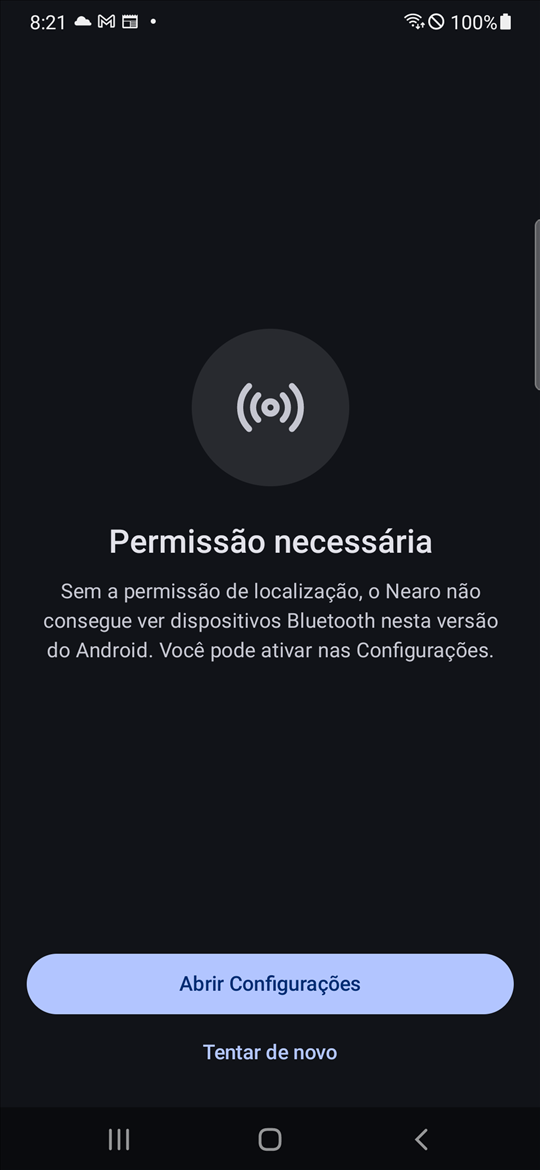 8:21
100%
Permissão necessária
Sem a permissão de localização, o Nearo não
consegue ver dispositivos Bluetooth nesta versão
do Android. Você pode ativar nas Configurações.
Abrir Configurações
Tentar de novo